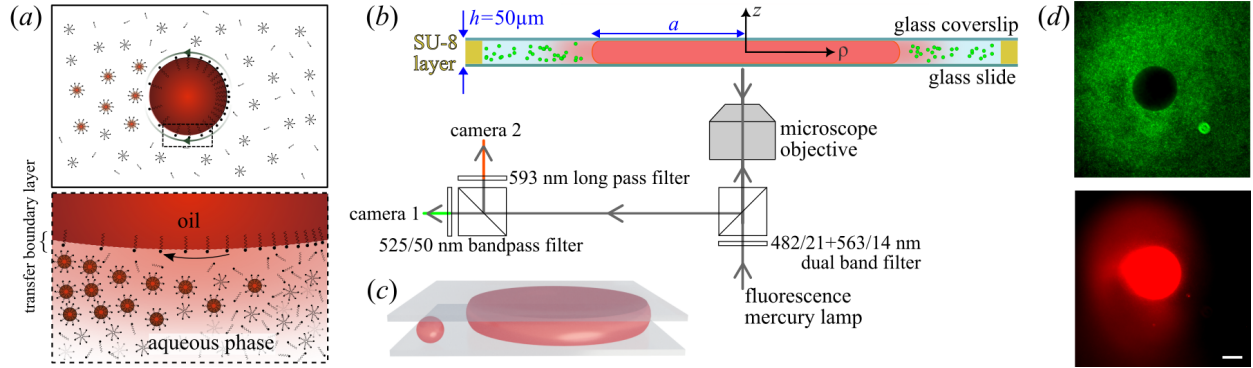 (a)
oil
transfer boundary layer
aqueous phase
(b)
h=50μm
a
z
ρ
glass coverslip
SU-8
layer
glass slide
camera 2
microscope
objective
593 nm long pass filter
camera 1
525/50 nm bandpass filter
482/21+563/14 nm
dual band filter
fluorescence
mercury lamp
(c)
(d)